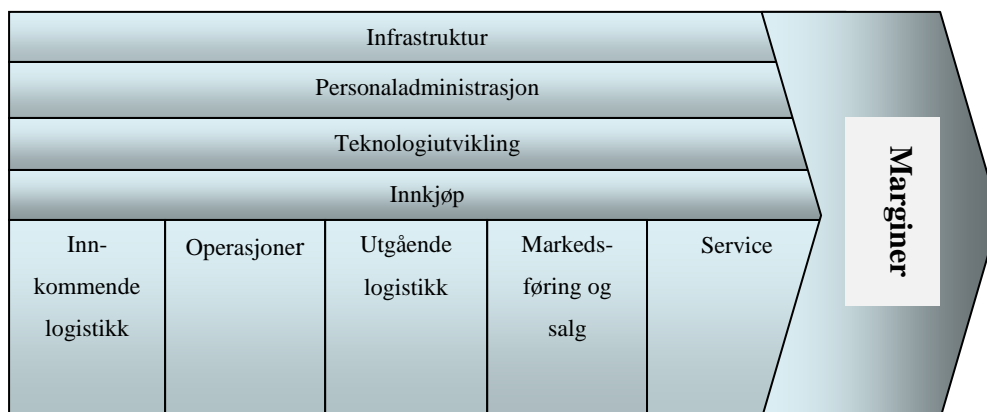 Infrastruktur
Personaladministrasjon
Teknologiutvikling
Innkjøp
Inn-
kommende
logistikk
Operasjoner
Utgående
logistikk
Markeds-
føring og
salg
Service
Marginer